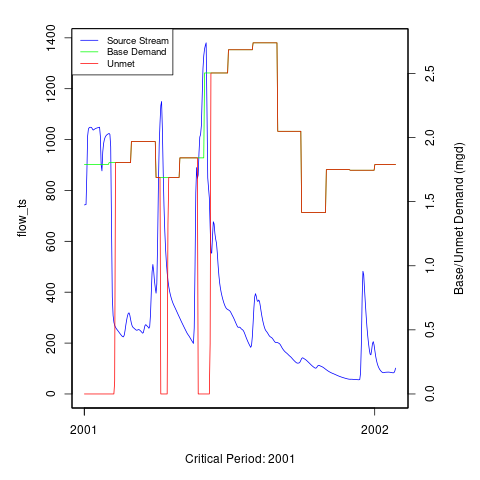 Source Stream
Base Demand
Unmet
flow_ts
0
200
400
600
800
1000
1200
1400
Base/Unmet Demand (mgd)
0.0
0.5
1.0
1.5
2.0
2.5
2001
2002
Critical Period: 2001